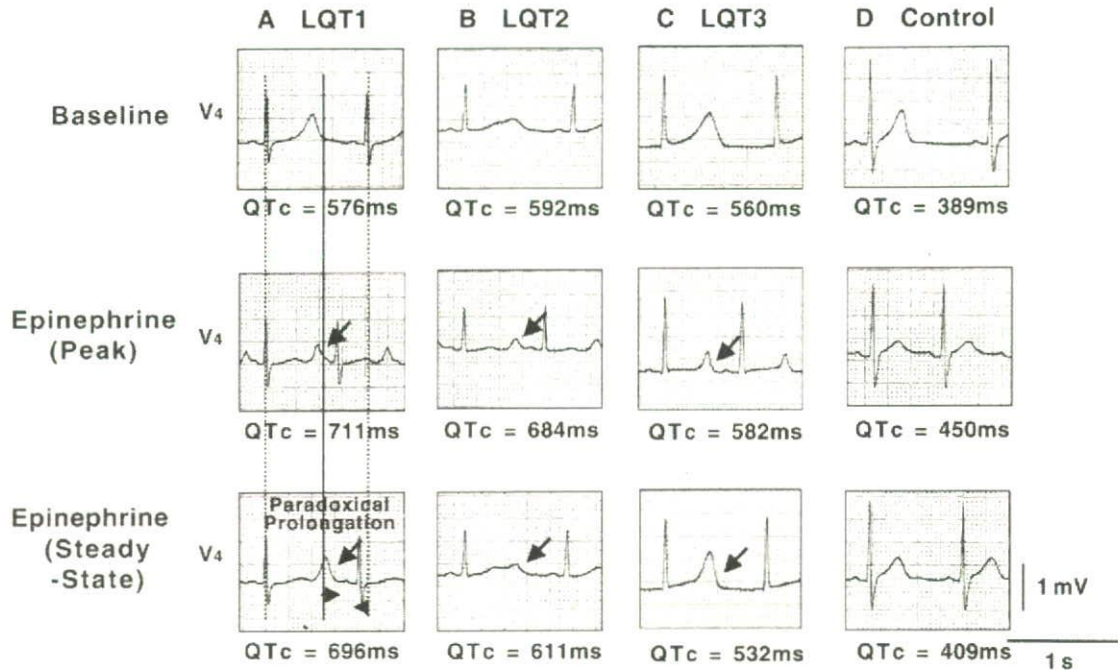 A LQT1 B LQT2 C LQT3 D Control
Baseline V4
QTc = 576ms QTc = 592ms QTc = 560ms QTc = 389ms
Epinephrine
(Peak) V4
QTc = 711ms QTc = 684ms QTc = 582ms QTc = 450ms
Paradoxical
Prolongation
Epinephrine
(Steady
-State) V4
1 mV
QTc = 696ms QTc = 611ms QTc = 532ms QTc = 409ms
1 s